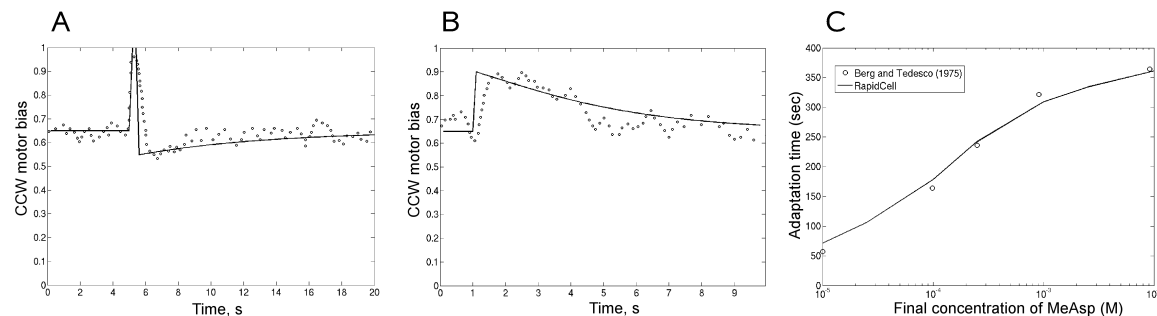 A
B
C
CCW motor bias
1
0.9
0.8
0.7
0.6
0.5
0.4
0.3
0.2
0.1
0
0 2 4 6 8 10 12 14 16 18 20
Time, s
CCW motor bias
1
0.9
0.8
0.7
0.6
0.5
0.4
0.3
0.2
0.1
0
0 1 2 3 4 5 6 7 8 9
Time, s
Adaptation time (sec)
400
350
300
250
200
150
100
50
0
Berg and Tedesco (1975)
RapidCell
10⁻⁵ 10⁻⁴ 10⁻³ 10
Final concentration of MeAsp (M)